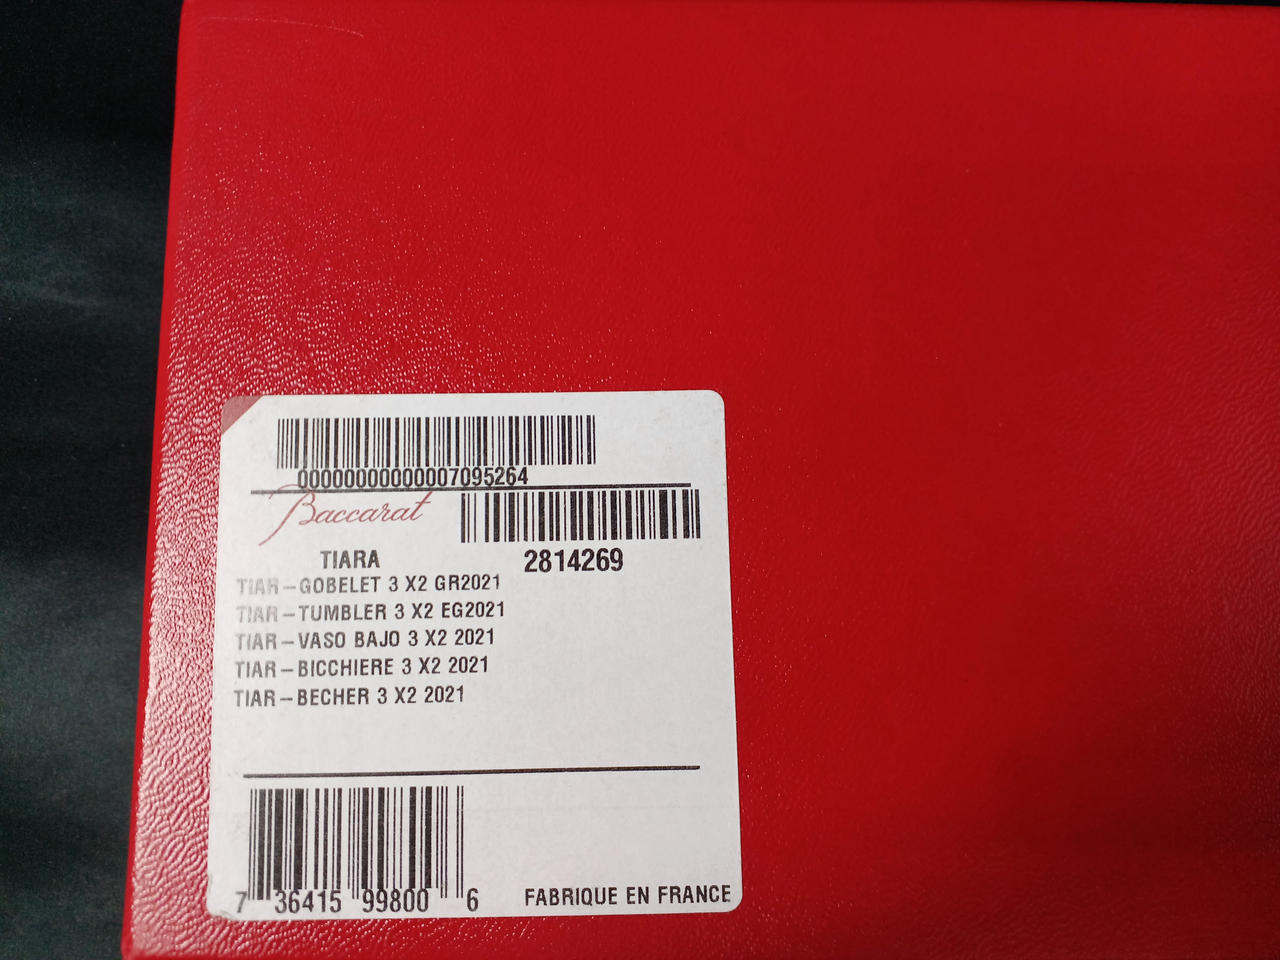 00000000000007095264
Baccarat
TIARA 2814269
TIAR-GOBELET 3 X2 GR2021
TIAR-TUMBLER 3 X2 EG2021
TIAR-VASO BAJO 3 X2 2021
TIAR-BICCHIERE 3 X2 2021
TIAR-BECHER 3 X2 2021
7 36415 99800 6 FABRIQUE EN FRANCE